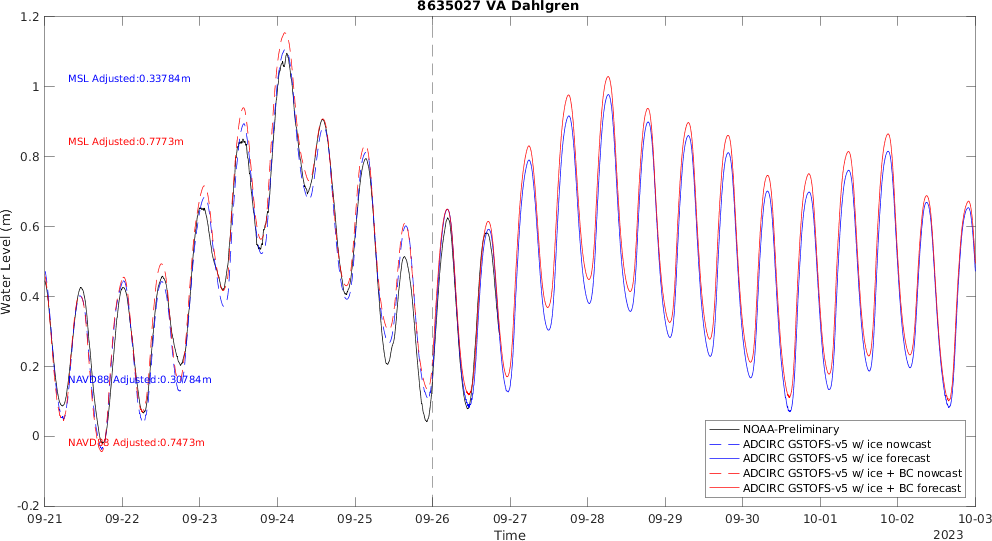 8635027 VA Dahlgren
1.2
1
0.8
0.6
0.4
0.2
0
-0.2
Water Level (m)
MSL Adjusted:0.33784m
MSL Adjusted:0.7773m
NAVD88 Adjusted:0.30784m
NAVD88 Adjusted:0.7473m
NOAA-Preliminary
ADCIRC GSTOFS-v5 w/ ice nowcast
ADCIRC GSTOFS-v5 w/ ice forecast
ADCIRC GSTOFS-v5 w/ ice + BC nowcast
ADCIRC GSTOFS-v5 w/ ice + BC forecast
09-21 09-22 09-23 09-24 09-25 09-26 09-27 09-28 09-29 09-30 10-01 10-02 10-03
Time
2023